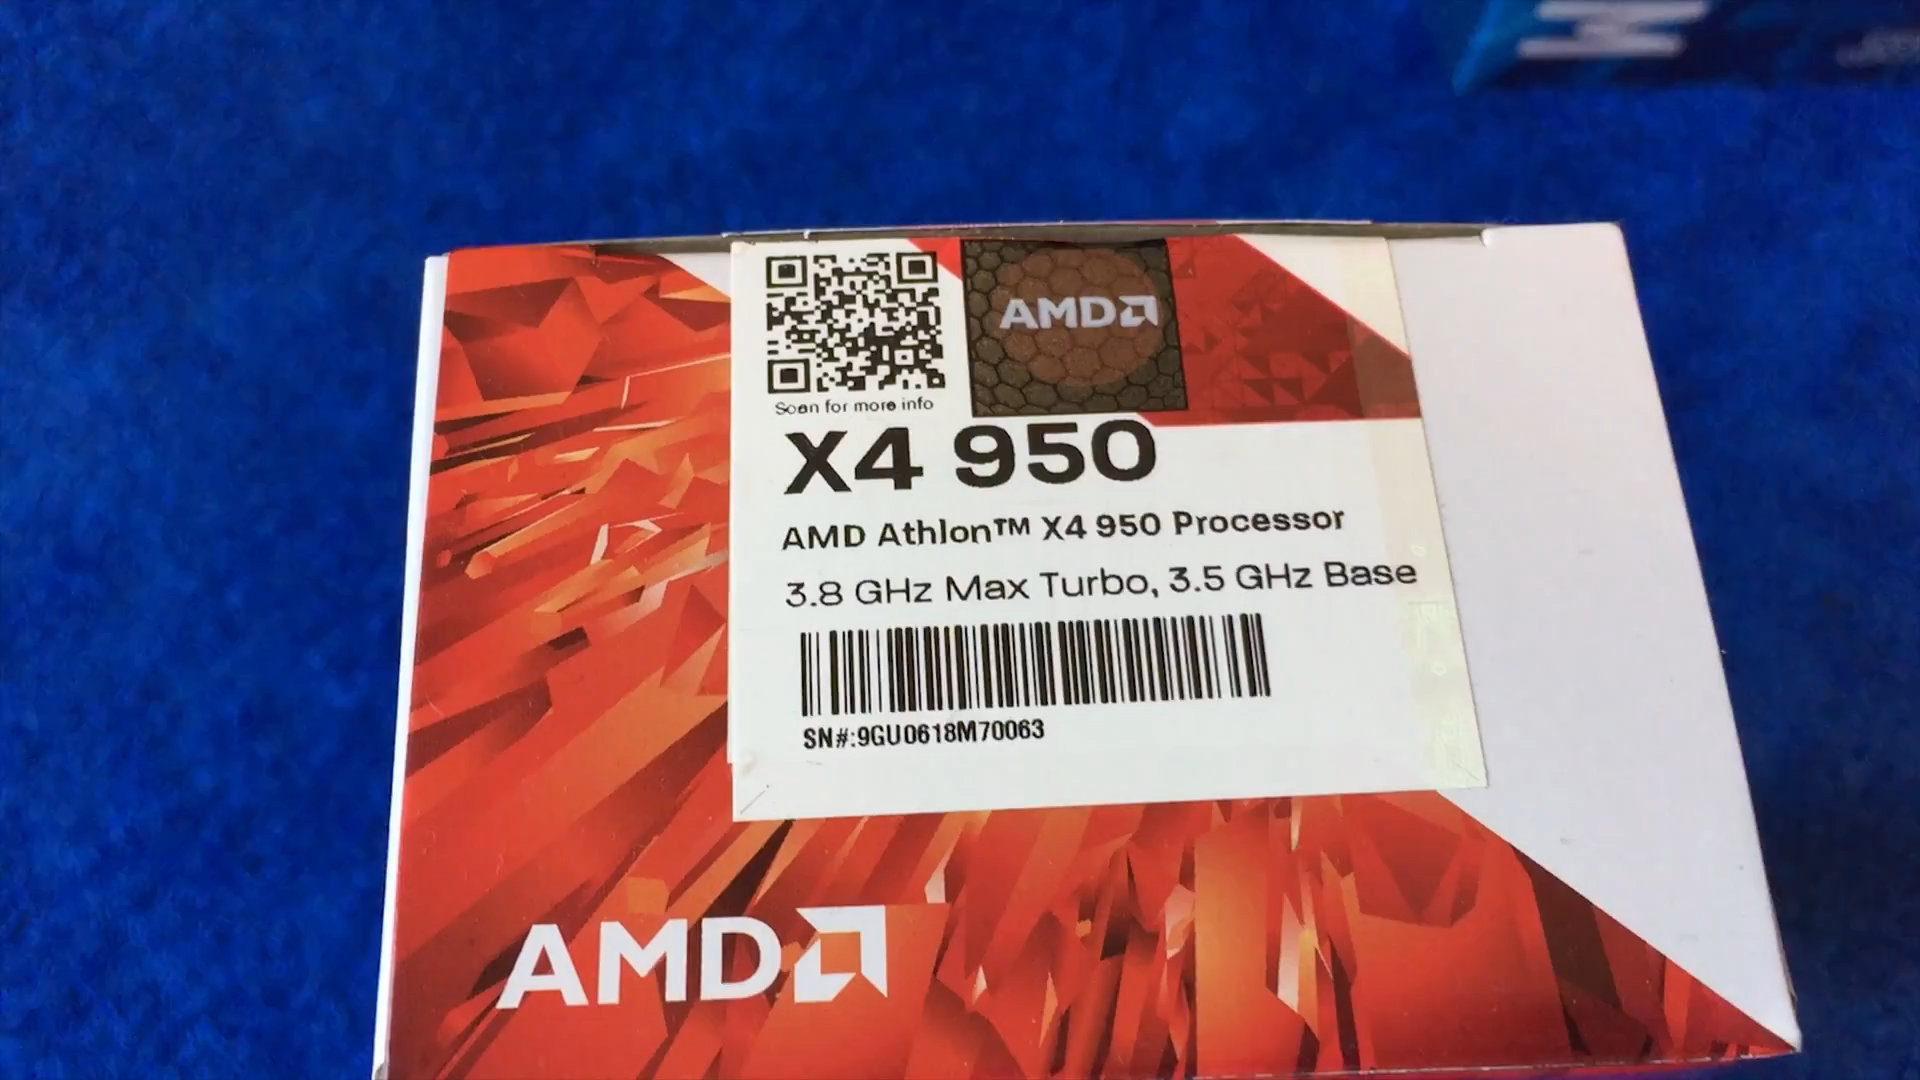 AMD
Scan for more info
X4 950
AMD Athlon™ X4 950 Processor
3.8 GHz Max Turbo, 3.5 GHz Base
SN#:9GU0618M70063
AMD